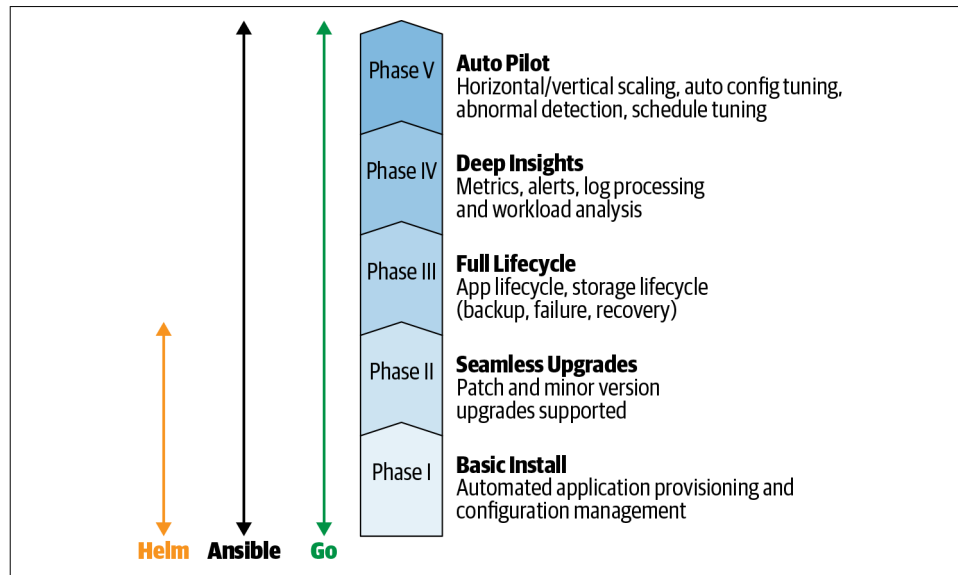 Phase V
Auto Pilot
Horizontal/vertical scaling, auto config tuning,
abnormal detection, schedule tuning
Phase IV
Deep Insights
Metrics, alerts, log processing
and workload analysis
Phase III
Full Lifecycle
App lifecycle, storage lifecycle
(backup, failure, recovery)
Phase II
Seamless Upgrades
Patch and minor version
upgrades supported
Phase I
Basic Install
Automated application provisioning and
configuration management
Helm Ansible Go